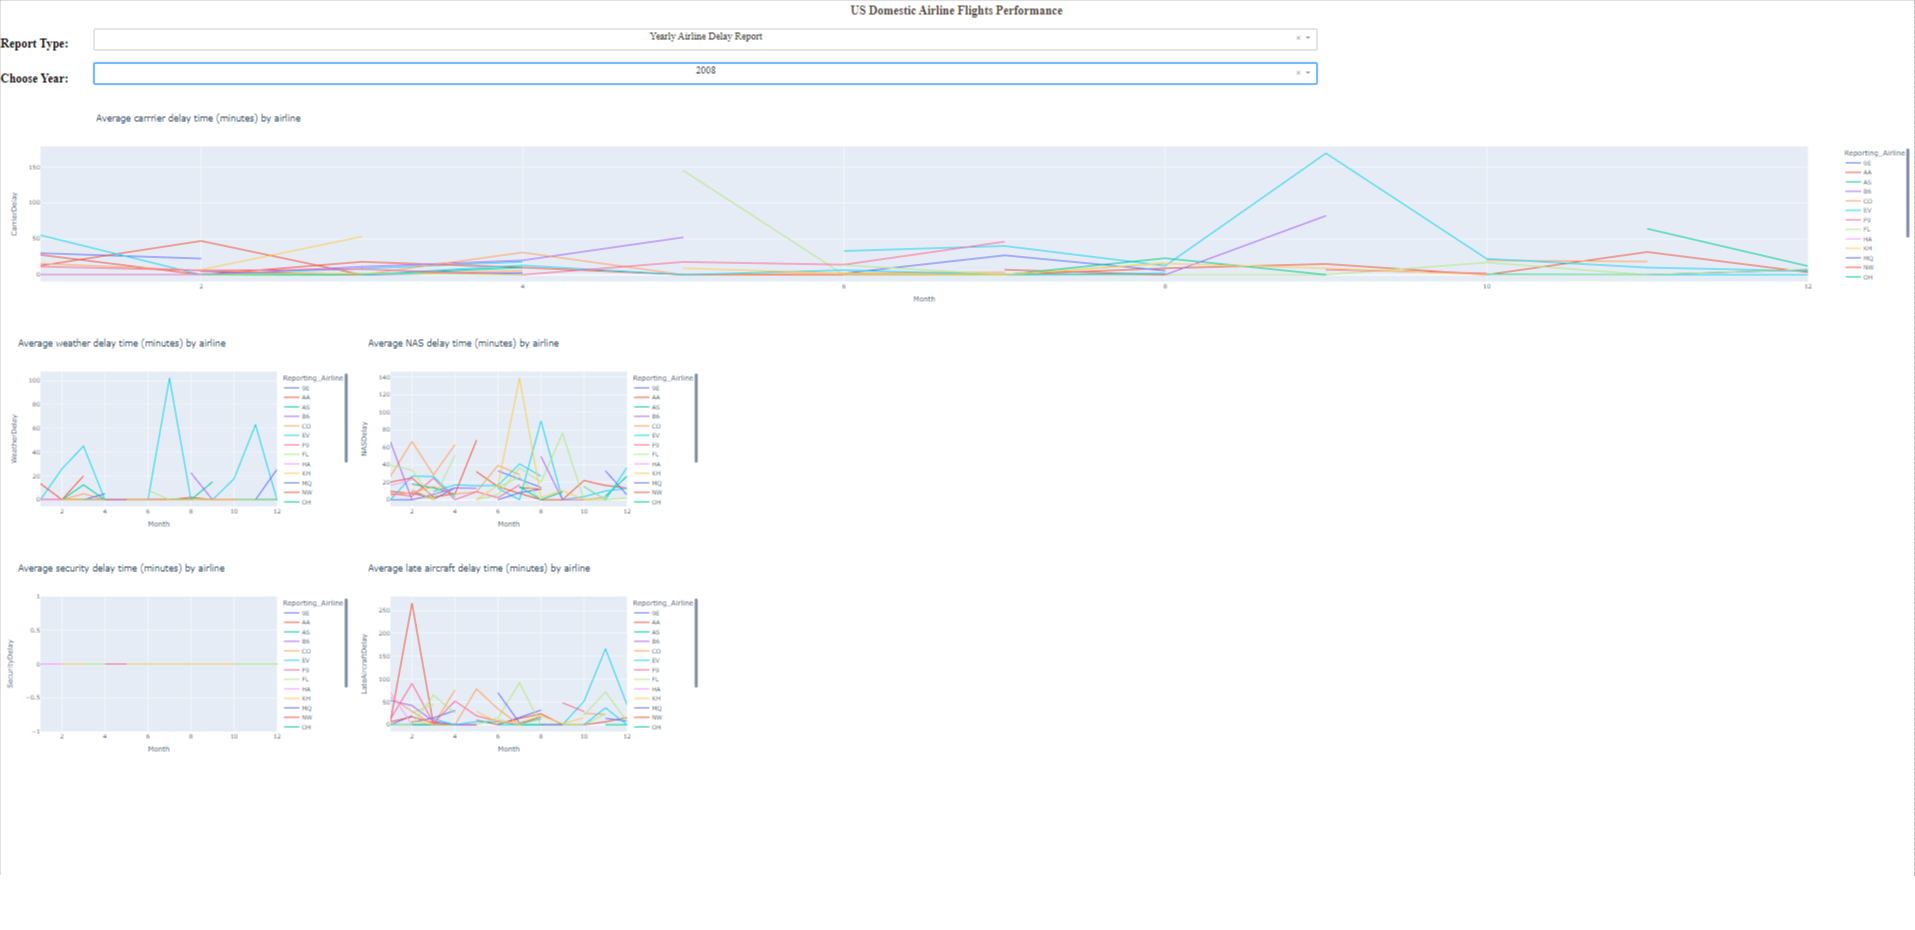 US Domestic Airline Flights Performance
Report Type:
Yearly Airline Delay Report
× ▾
Choose Year:
2008
× ▾
Average carrrier delay time (minutes) by airline
CarrierDelay
150
100
50
0
2
4
6
8
10
12
Month
Reporting_Airline
9E
AA
AS
B6
CO
EV
F9
FL
HA
KH
MQ
NW
OH
Average weather delay time (minutes) by airline
WeatherDelay
100
80
60
40
20
0
2
4
6
8
10
12
Month
Reporting_Airline
9E
AA
AS
B6
CO
EV
F9
FL
HA
KH
MQ
NW
OH
Average NAS delay time (minutes) by airline
NASDelay
140
120
100
80
60
40
20
0
2
4
6
8
10
12
Month
Reporting_Airline
9E
AA
AS
B6
CO
EV
F9
FL
HA
KH
MQ
NW
OH
Average security delay time (minutes) by airline
SecurityDelay
1
0.5
0
−0.5
−1
2
4
6
8
10
12
Month
Reporting_Airline
9E
AA
AS
B6
CO
EV
F9
FL
HA
KH
MQ
NW
OH
Average late aircraft delay time (minutes) by airline
LateAircraftDelay
250
200
150
100
50
0
2
4
6
8
10
12
Month
Reporting_Airline
9E
AA
AS
B6
CO
EV
F9
FL
HA
KH
MQ
NW
OH